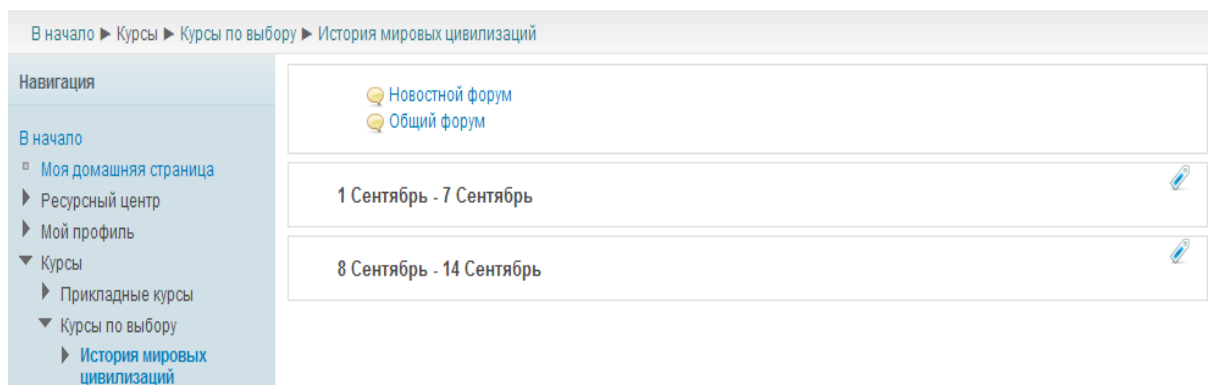 В начало ▶ Курсы ▶ Курсы по выбору ▶ История мировых цивилизаций
Навигация
В начало
Моя домашняя страница
Ресурсный центр
Мой профиль
Курсы
Прикладные курсы
Курсы по выбору
История мировых
цивилизаций
Новостной форум
Общий форум
1 Сентябрь - 7 Сентябрь
8 Сентябрь - 14 Сентябрь